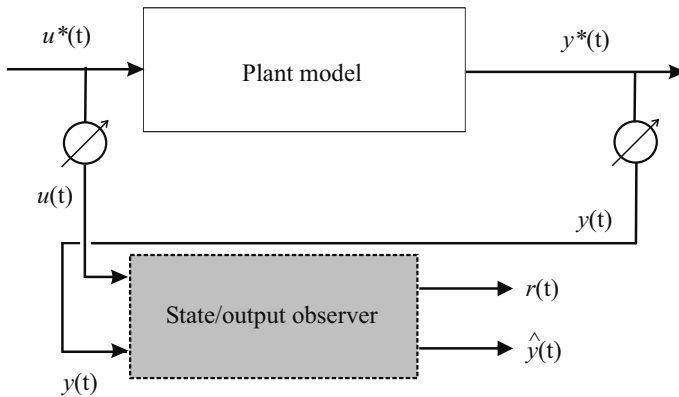 u*(t)
y*(t)
Plant model
u(t)
y(t)
State/output observer
r(t)
ŷ(t)
y(t)